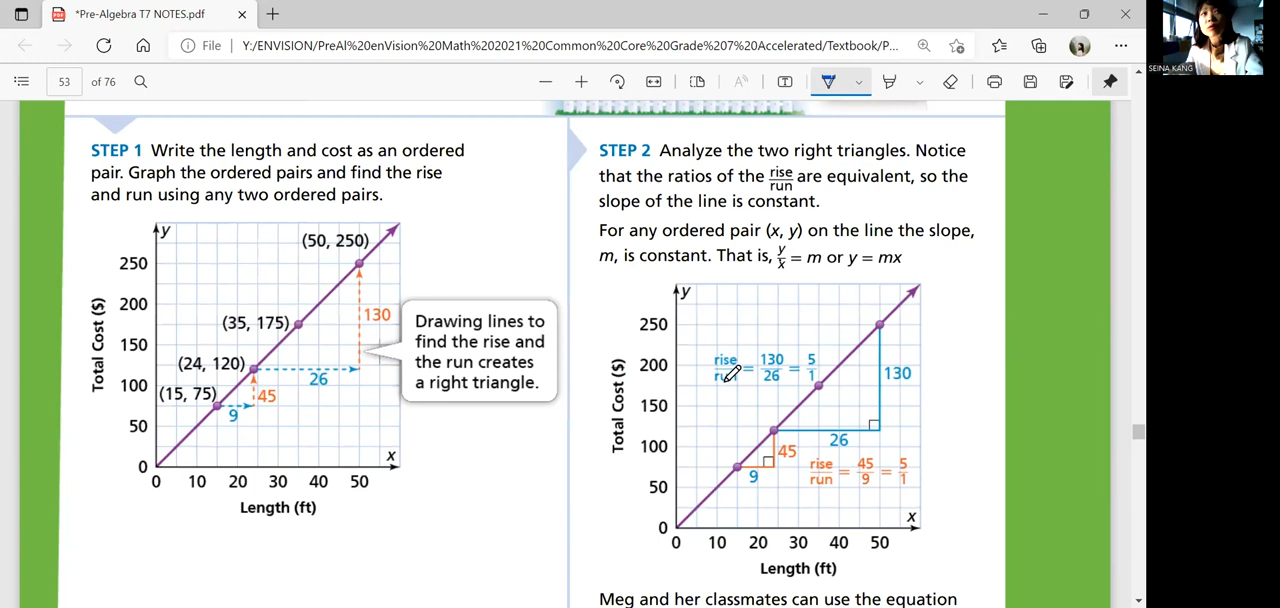 *Pre-Algebra T7 NOTES.pdf
File
Y:/ENVISION/PreAl%20enVision%20Math%202021%20Common%20Core%20Grade%207%20Accelerated/Textbook/P...
53 of 76
SEINA KANG
STEP 1 Write the length and cost as an ordered
pair. Graph the ordered pairs and find the rise
and run using any two ordered pairs.
y
(50, 250)
250
200
150
100
50
0
Total Cost ($)
(35, 175)
(24, 120)
(15, 75)
130
26
45
9
x
0 10 20 30 40 50
Length (ft)
Drawing lines to
find the rise and
the run creates
a right triangle.
STEP 2 Analyze the two right triangles. Notice
that the ratios of the rise/run are equivalent, so the
slope of the line is constant.
For any ordered pair (x, y) on the line the slope,
m, is constant. That is, y/x = m or y = mx
y
250
200
150
100
50
0
Total Cost ($)
rise/run = 130/26 = 5/1
130
26
45
9
rise/run = 45/9 = 5/1
x
0 10 20 30 40 50
Length (ft)
Meg and her classmates can use the equation